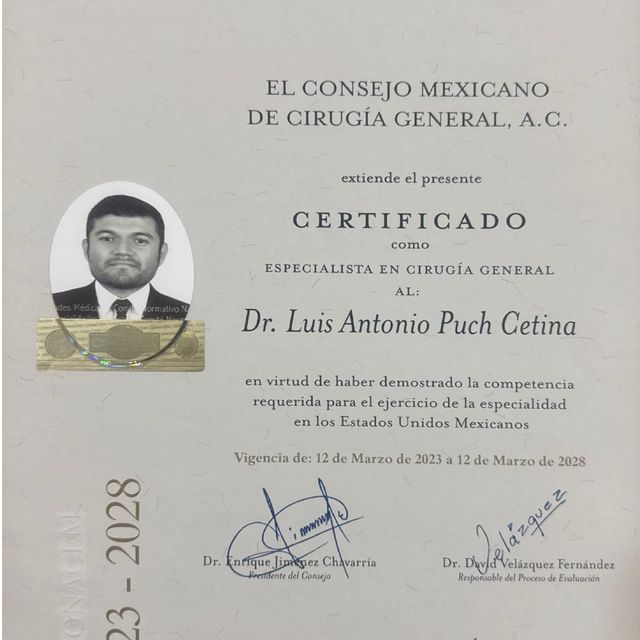 EL CONSEJO MEXICANO
DE CIRUGÍA GENERAL, A.C.
extiende el presente
CERTIFICADO
como
ESPECIALISTA EN CIRUGÍA GENERAL
AL:
Dr. Luis Antonio Puch Cetina
en virtud de haber demostrado la competencia
requerida para el ejercicio de la especialidad
en los Estados Unidos Mexicanos
Vigencia de: 12 de Marzo de 2023 a 12 de Marzo de 2028
Velázquez
Dr. Enrique Jiménez Chavarría
Presidente del Consejo
Dr. David Velázquez Fernández
Responsable del Proceso de Evaluación
23 - 2028
ONACEM